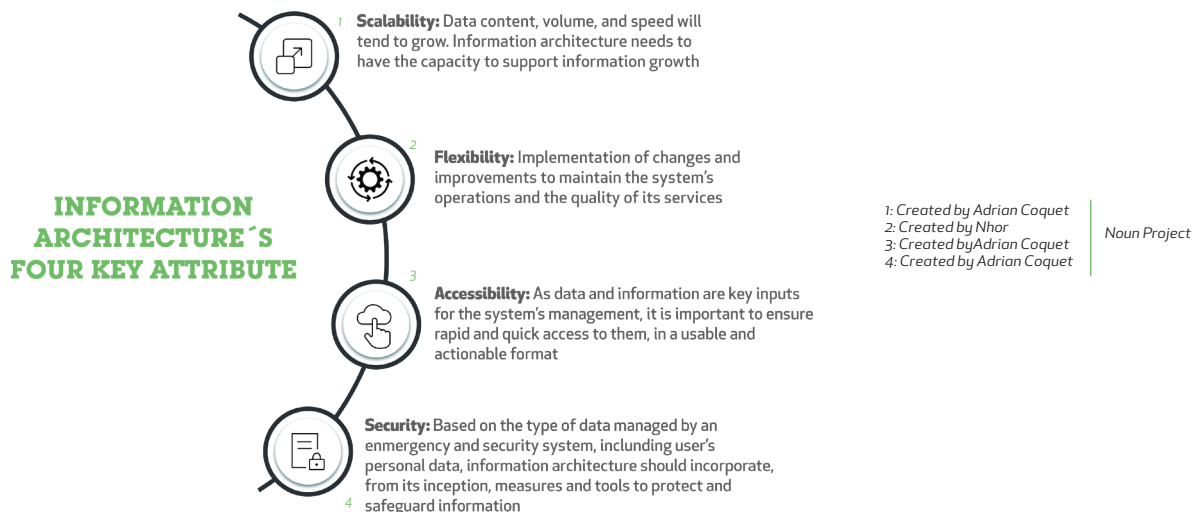 INFORMATION
ARCHITECTURE´S
FOUR KEY ATTRIBUTE
1
Scalability: Data content, volume, and speed will
tend to grow. Information architecture needs to
have the capacity to support information growth
2
Flexibility: Implementation of changes and
improvements to maintain the system's
operations and the quality of its services
3
Accessibility: As data and information are key inputs
for the system's management, it is important to ensure
rapid and quick access to them, in a usable and
actionable format
4
Security: Based on the type of data managed by an
enmergency and security system, inclunding user's
personal data, information architecture should incorporate,
from its inception, measures and tools to protect and
safeguard information
1: Created by Adrian Coquet
2: Created by Nhor
3: Created byAdrian Coquet
4: Created by Adrian Coquet
Noun Project